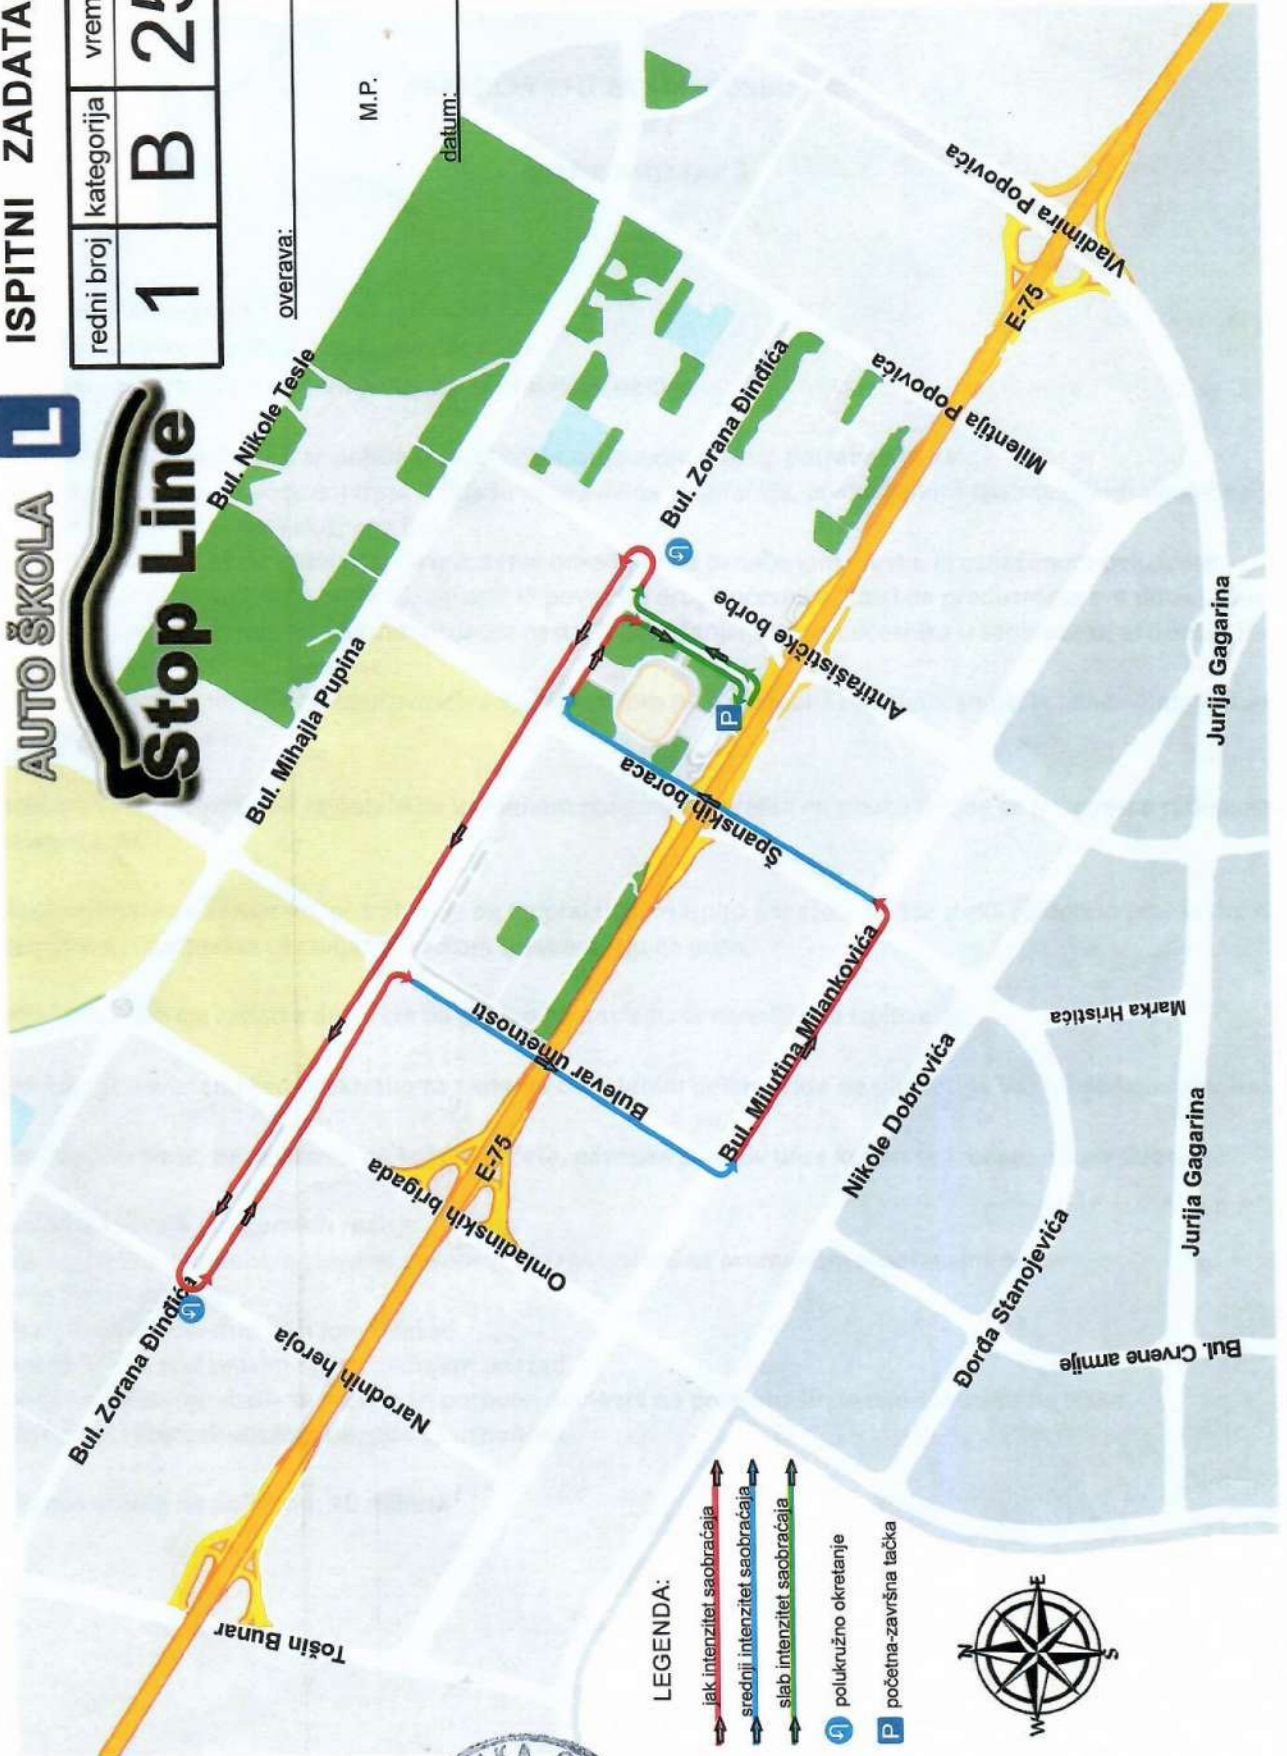 AUTO ŠKOLA
L
Stop Line
ISPITNI ZADATA
redni broj
kategorija
vrem
1
B
25
overava:
M.P.
datum:
Bul. Nikole Tesle
Bul. Mihajla Pupina
Bul. Zorana Đinđića
Bul. Zorana Đinđića
Vladimira Popovića
E-75
Milentija Popovića
Antifašističke borbe
P
Španskih boraca
Bulevar umetnosti
Bul. Milutina Milankovića
E-75
Omladinskih brigada
Narodnih heroja
Tošin Bunar
Nikole Dobrovića
Marka Hristića
Jurija Gagarina
Jurija Gagarina
Đorđa Stanojevića
Bul. Crvene armije
LEGENDA:
jak intenzitet saobraćaja
srednji intenzitet saobraćaja
slab intenzitet saobraćaja
polukružno okretanje
P početna-završna tačka
N
W
E
S